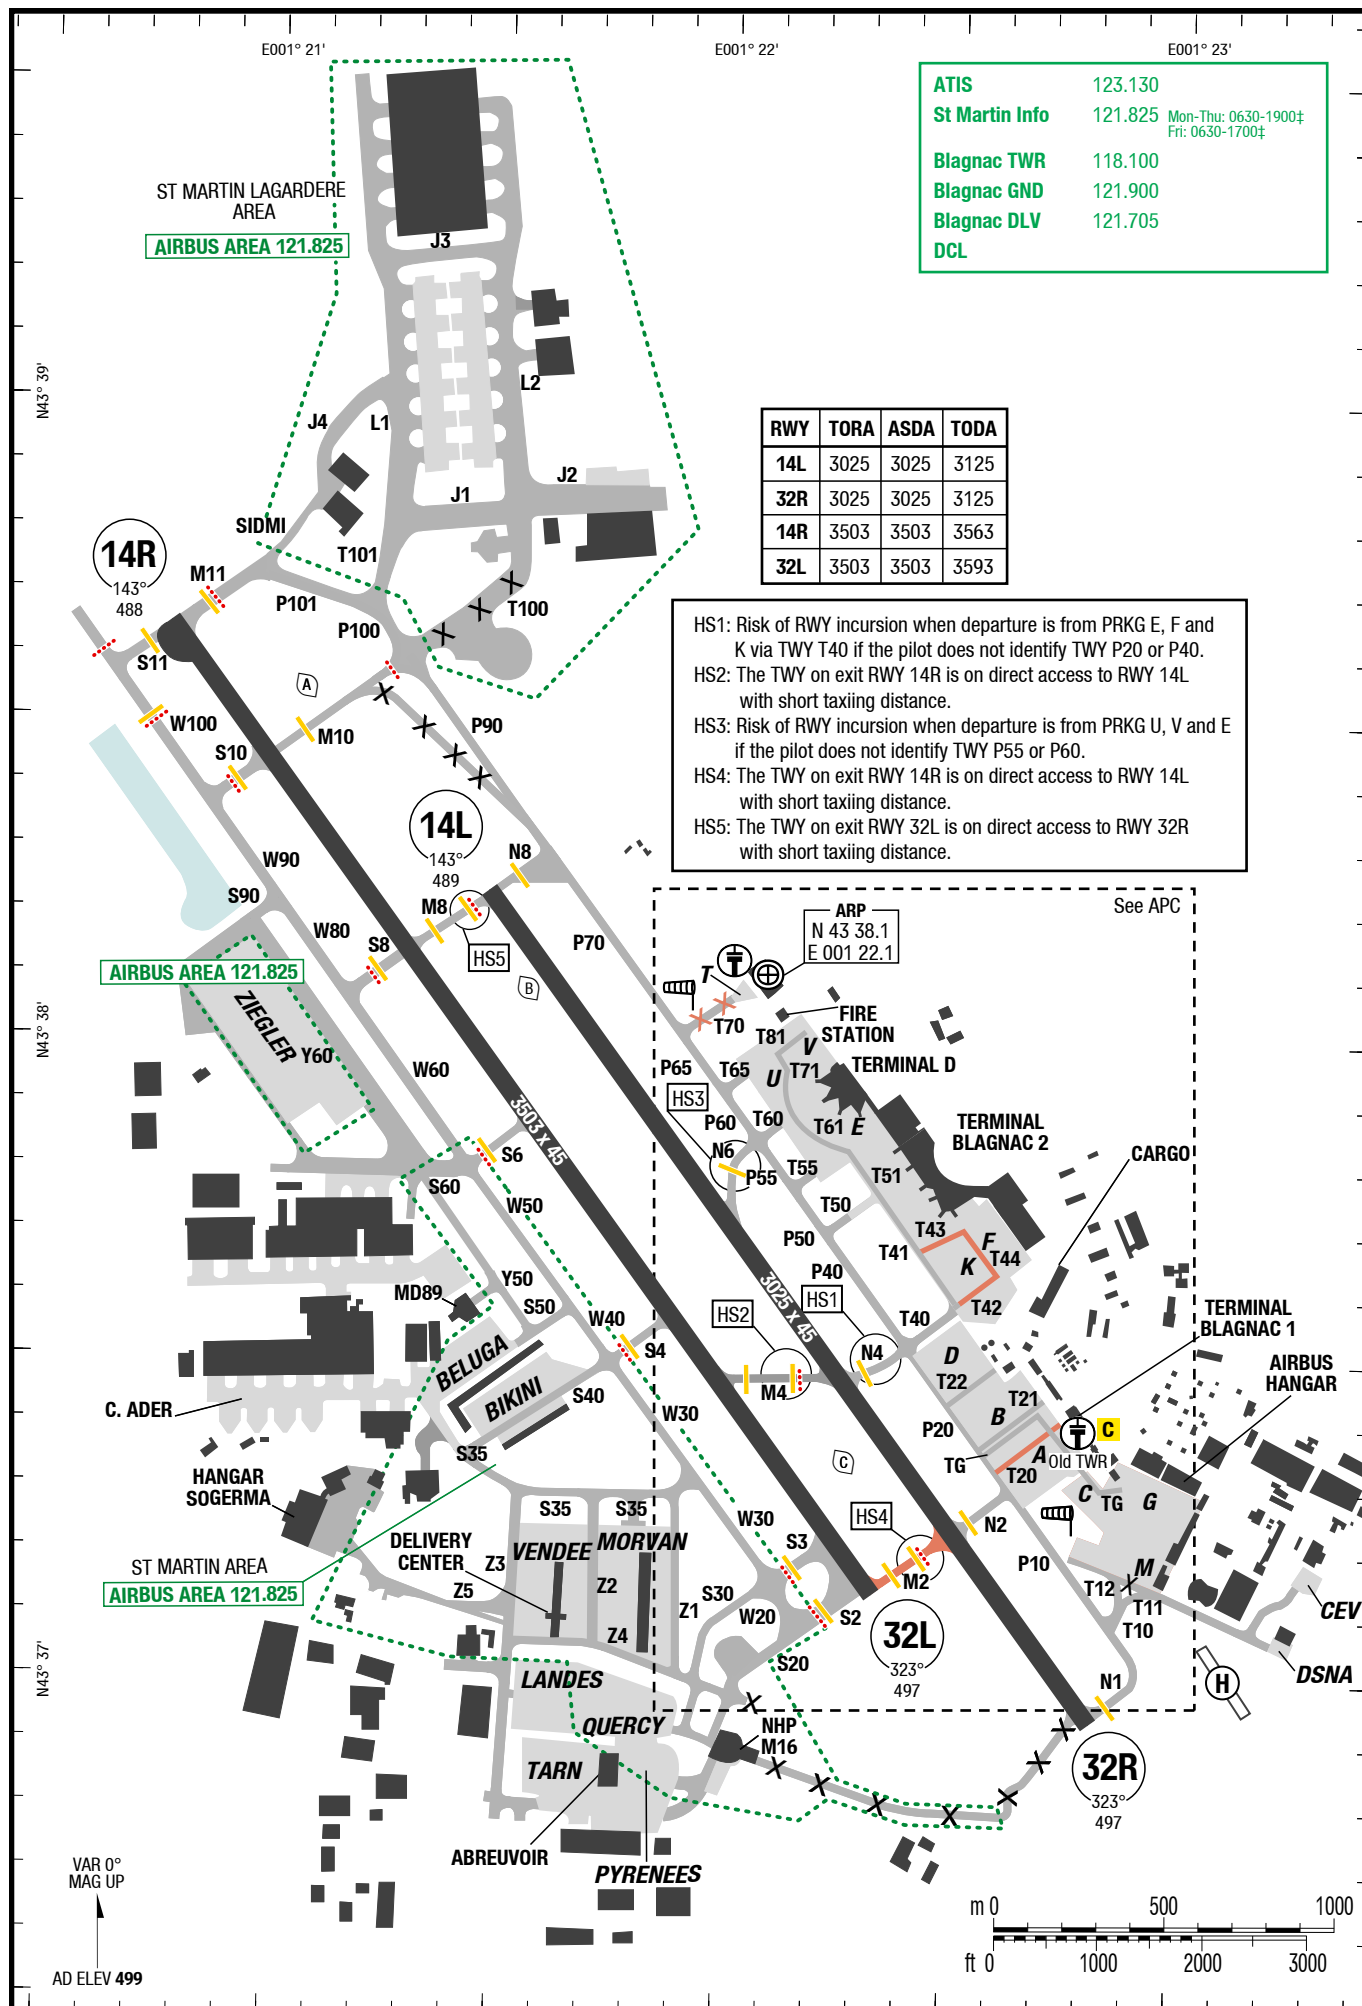 E001° 21'
E001° 22'
E001° 23'
ATIS 123.130
St Martin Info 121.825 Mon-Thu: 0630-1900‡
Fri: 0630-1700‡
Blagnac TWR 118.100
Blagnac GND 121.900
Blagnac DLV 121.705
DCL
ST MARTIN LAGARDERE
AREA
AIRBUS AREA 121.825
J3
N43° 39'
L2
J4
L1
J2
J1
RWY TORA ASDA TODA
14L 3025 3025 3125
32R 3025 3025 3125
14R 3503 3503 3563
32L 3503 3503 3593
SIDMI
14R
143°
488
T101
M11
P101
T100
P100
HS1: Risk of RWY incursion when departure is from PRKG E, F and
K via TWY T40 if the pilot does not identify TWY P20 or P40.
HS2: The TWY on exit RWY 14R is on direct access to RWY 14L
with short taxiing distance.
HS3: Risk of RWY incursion when departure is from PRKG U, V and E
if the pilot does not identify TWY P55 or P60.
HS4: The TWY on exit RWY 14R is on direct access to RWY 14L
with short taxiing distance.
HS5: The TWY on exit RWY 32L is on direct access to RWY 32R
with short taxiing distance.
S11
A
W100
M10
P90
S10
14L
143°
489
N8
W90
S90
M8
See APC
ARP
N 43 38.1
E 001 22.1
W80
S8
HS5
P70
T
AIRBUS AREA 121.825
B
ZIEGLER
N43° 38'
T70
FIRE
STATION
T81
V
Y60
W60
P65
T65
U
T71
TERMINAL D
HS3
3503 X 45
P60
T60
T61
E
TERMINAL
BLAGNAC 2
S6
N6
P55
T55
CARGO
S60
W50
T51
T50
T43
F
P50
T41
T44
K
Y50
P40
MD89
S50
3025 X 45
HS1
T42
TERMINAL
BLAGNAC 1
W40
HS2
T40
BELUGA
S4
N4
D
AIRBUS
HANGAR
T22
BIKINI
S40
M4
T21
C. ADER
W30
B
P20
C
S35
TG
A
Old TWR
C
T20
HANGAR
SOGERMA
C
TG
G
S35
S35
W30
HS4
N2
DELIVERY
CENTER
VENDEE
MORVAN
S3
P10
ST MARTIN AREA
AIRBUS AREA 121.825
Z3
Z2
M2
M
Z5
S30
T12
Z1
W20
S2
T11
CEV
Z4
32L
323°
497
T10
N43° 37'
S20
LANDES
N1
H
DSNA
QUERCY
NHP
M16
TARN
32R
323°
497
ABREUVOIR
PYRENEES
VAR 0°
MAG UP
AD ELEV 499
m 0 500 1000
ft 0 1000 2000 3000